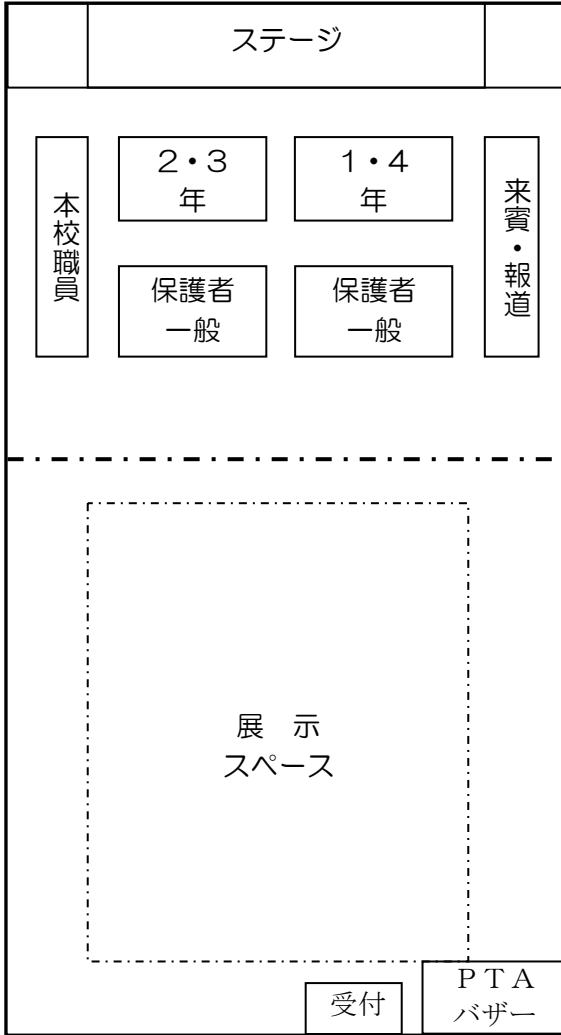 ステージ
本校職員
２・３
年
１・４
年
来賓・報道
保護者
一般
保護者
一般
展　示
スペース
受付
ＰＴＡ
バザー